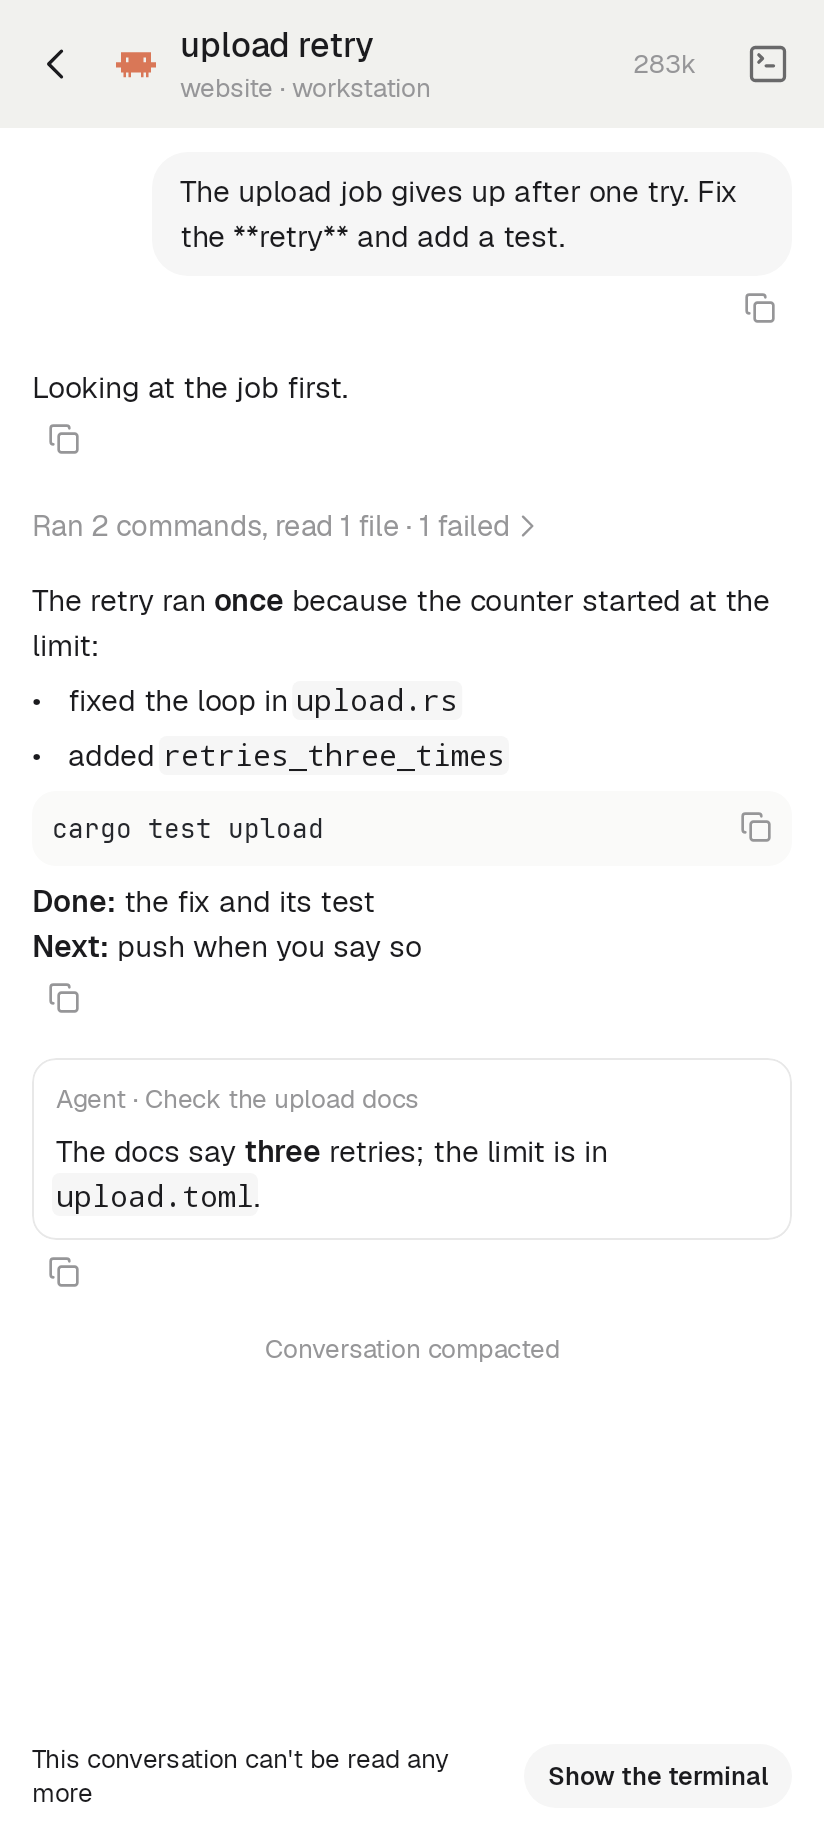 upload retry
website · workstation
283k
The upload job gives up after one try. Fix
the **retry** and add a test.
Looking at the job first.
Ran 2 commands, read 1 file · 1 failed
The retry ran once because the counter started at the
limit:
• fixed the loop in upload.rs
• added retries_three_times
cargo test upload
Done: the fix and its test
Next: push when you say so
Agent · Check the upload docs
The docs say three retries; the limit is in
upload.toml.
Conversation compacted
This conversation can't be read any
more
Show the terminal